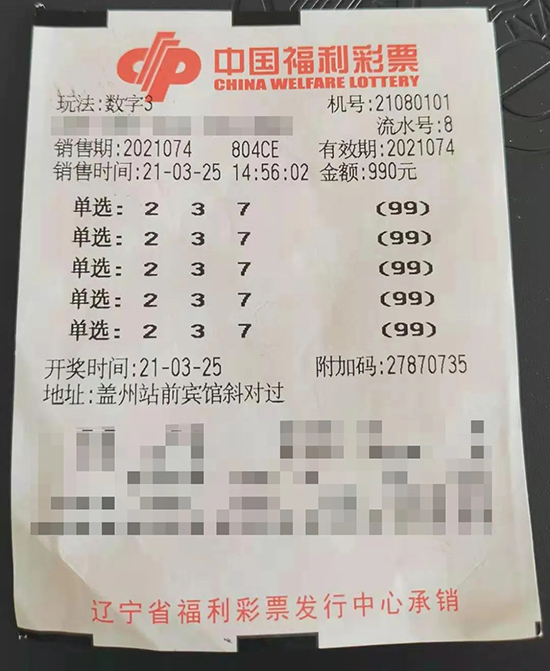 中国福利彩票
CHINA WELFARE LOTTERY
玩法:数字3 机号:21080101
流水号:8
销售期:2021074 804CE 有效期:2021074
销售时间:21-03-25 14:56:02 金额:990元
单选: 2 3 7 (99)
单选: 2 3 7 (99)
单选: 2 3 7 (99)
单选: 2 3 7 (99)
单选: 2 3 7 (99)
开奖时间:21-03-25 附加码:27870735
地址:盖州站前宾馆斜对过
辽宁省福利彩票发行中心承销